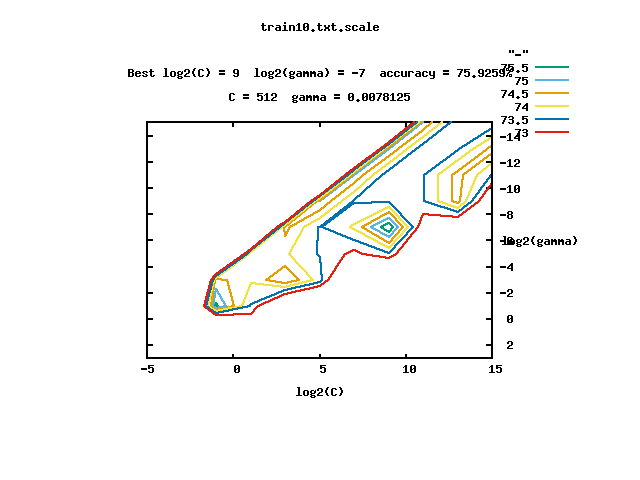 train10.txt.scale
"-"
Best log2(C) = 9  log2(gamma) = -7  accuracy = 75.9259%
75.5
75
74.5
74
73.5
73
C = 512  gamma = 0.0078125
-14
-12
-10
-8
-6
log2(gamma)
-4
-2
0
2
-5 0 5 10 15
log2(C)